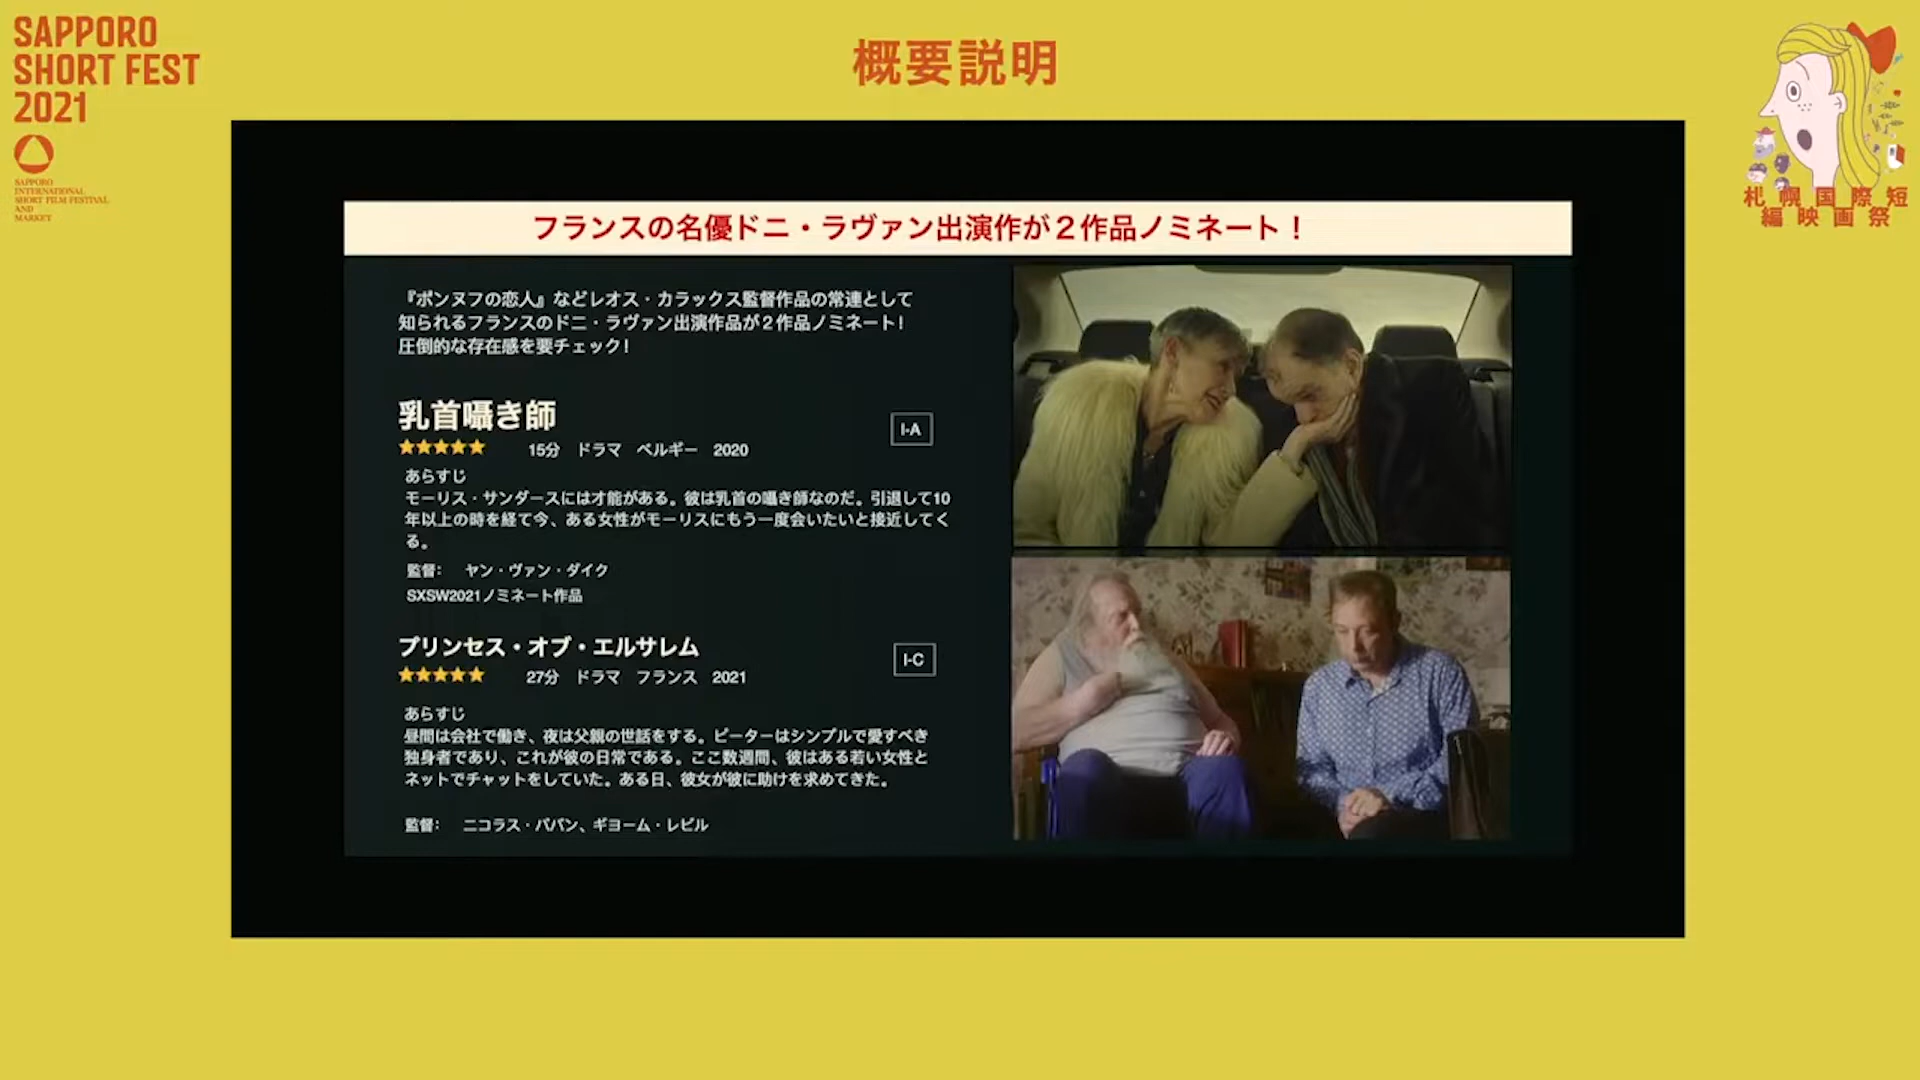 SAPPORO
SHORT FEST
2021
SAPPORO
INTERNATIONAL
SHORT FILM FESTIVAL
AND
MARKET
概要説明
札幌国際短
編映画祭
フランスの名優ドニ・ラヴァン出演作が２作品ノミネート！
『ポンヌフの恋人』などレオス・カラックス監督作品の常連として
知られるフランスのドニ・ラヴァン出演作品が２作品ノミネート！
圧倒的な存在感を要チェック！
乳首囁き師
I-A
★★★★★ 15分 ドラマ ベルギー 2020
あらすじ
モーリス・サンダースには才能がある。彼は乳首の囁き師なのだ。引退して10
年以上の時を経て今、ある女性がモーリスにもう一度会いたいと接近してく
る。
監督： ヤン・ヴァン・ダイク
SXSW2021ノミネート作品
プリンセス・オブ・エルサレム
I-C
★★★★★ 27分 ドラマ フランス 2021
あらすじ
昼間は会社で働き、夜は父親の世話をする。ピーターはシンプルで愛すべき
独身者であり、これが彼の日常である。ここ数週間、彼はある若い女性と
ネットでチャットをしていた。ある日、彼女が彼に助けを求めてきた。
監督： ニコラス・ババン、ギヨーム・レビル